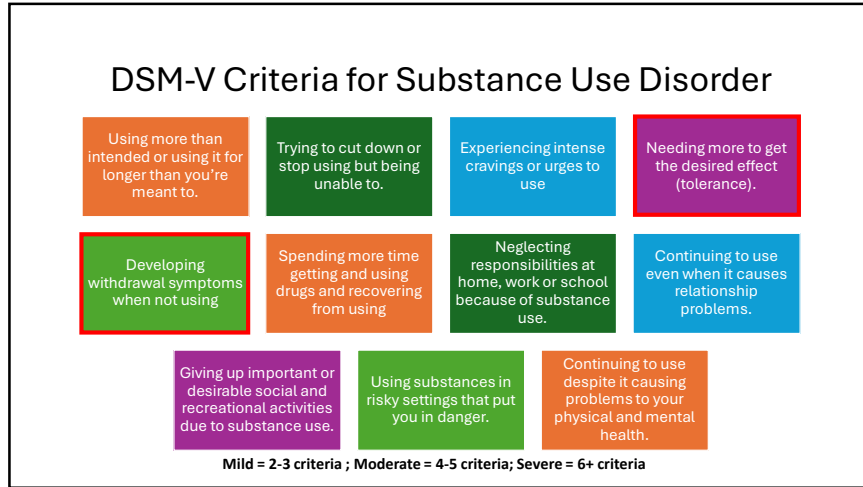 DSM-V Criteria for Substance Use Disorder
Using more than
intended or using it for
longer than you're
meant to.
Trying to cut down or
stop using but being
unable to.
Experiencing intense
cravings or urges to
use
Needing more to get
the desired effect
(tolerance).
Developing
withdrawal symptoms
when not using
Spending more time
getting and using
drugs and recovering
from using
Neglecting
responsibilities at
home, work or school
because of substance
use.
Continuing to use
even when it causes
relationship
problems.
Giving up important or
desirable social and
recreational activities
due to substance use.
Using substances in
risky settings that put
you in danger.
Continuing to use
despite it causing
problems to your
physical and mental
health.
Mild = 2-3 criteria ; Moderate = 4-5 criteria; Severe = 6+ criteria